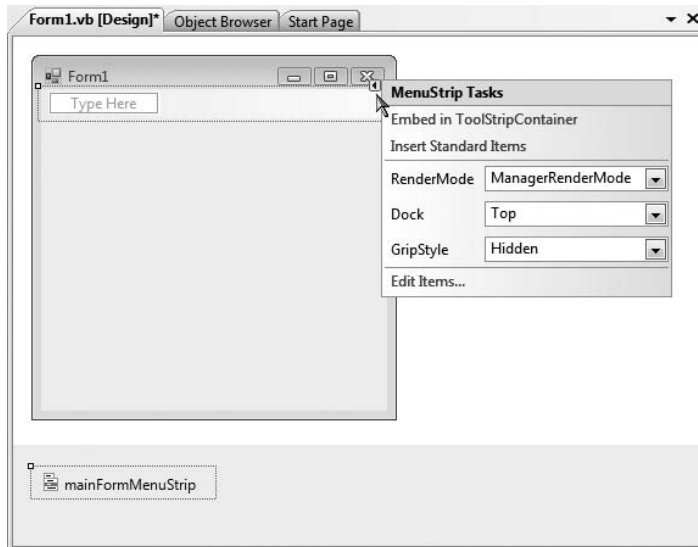 Form1.vb [Design]* Object Browser Start Page
Form1
Type Here
MenuStrip Tasks
Embed in ToolStripContainer
Insert Standard Items
RenderMode ManagerRenderMode
Dock Top
GripStyle Hidden
Edit Items...
mainFormMenuStrip